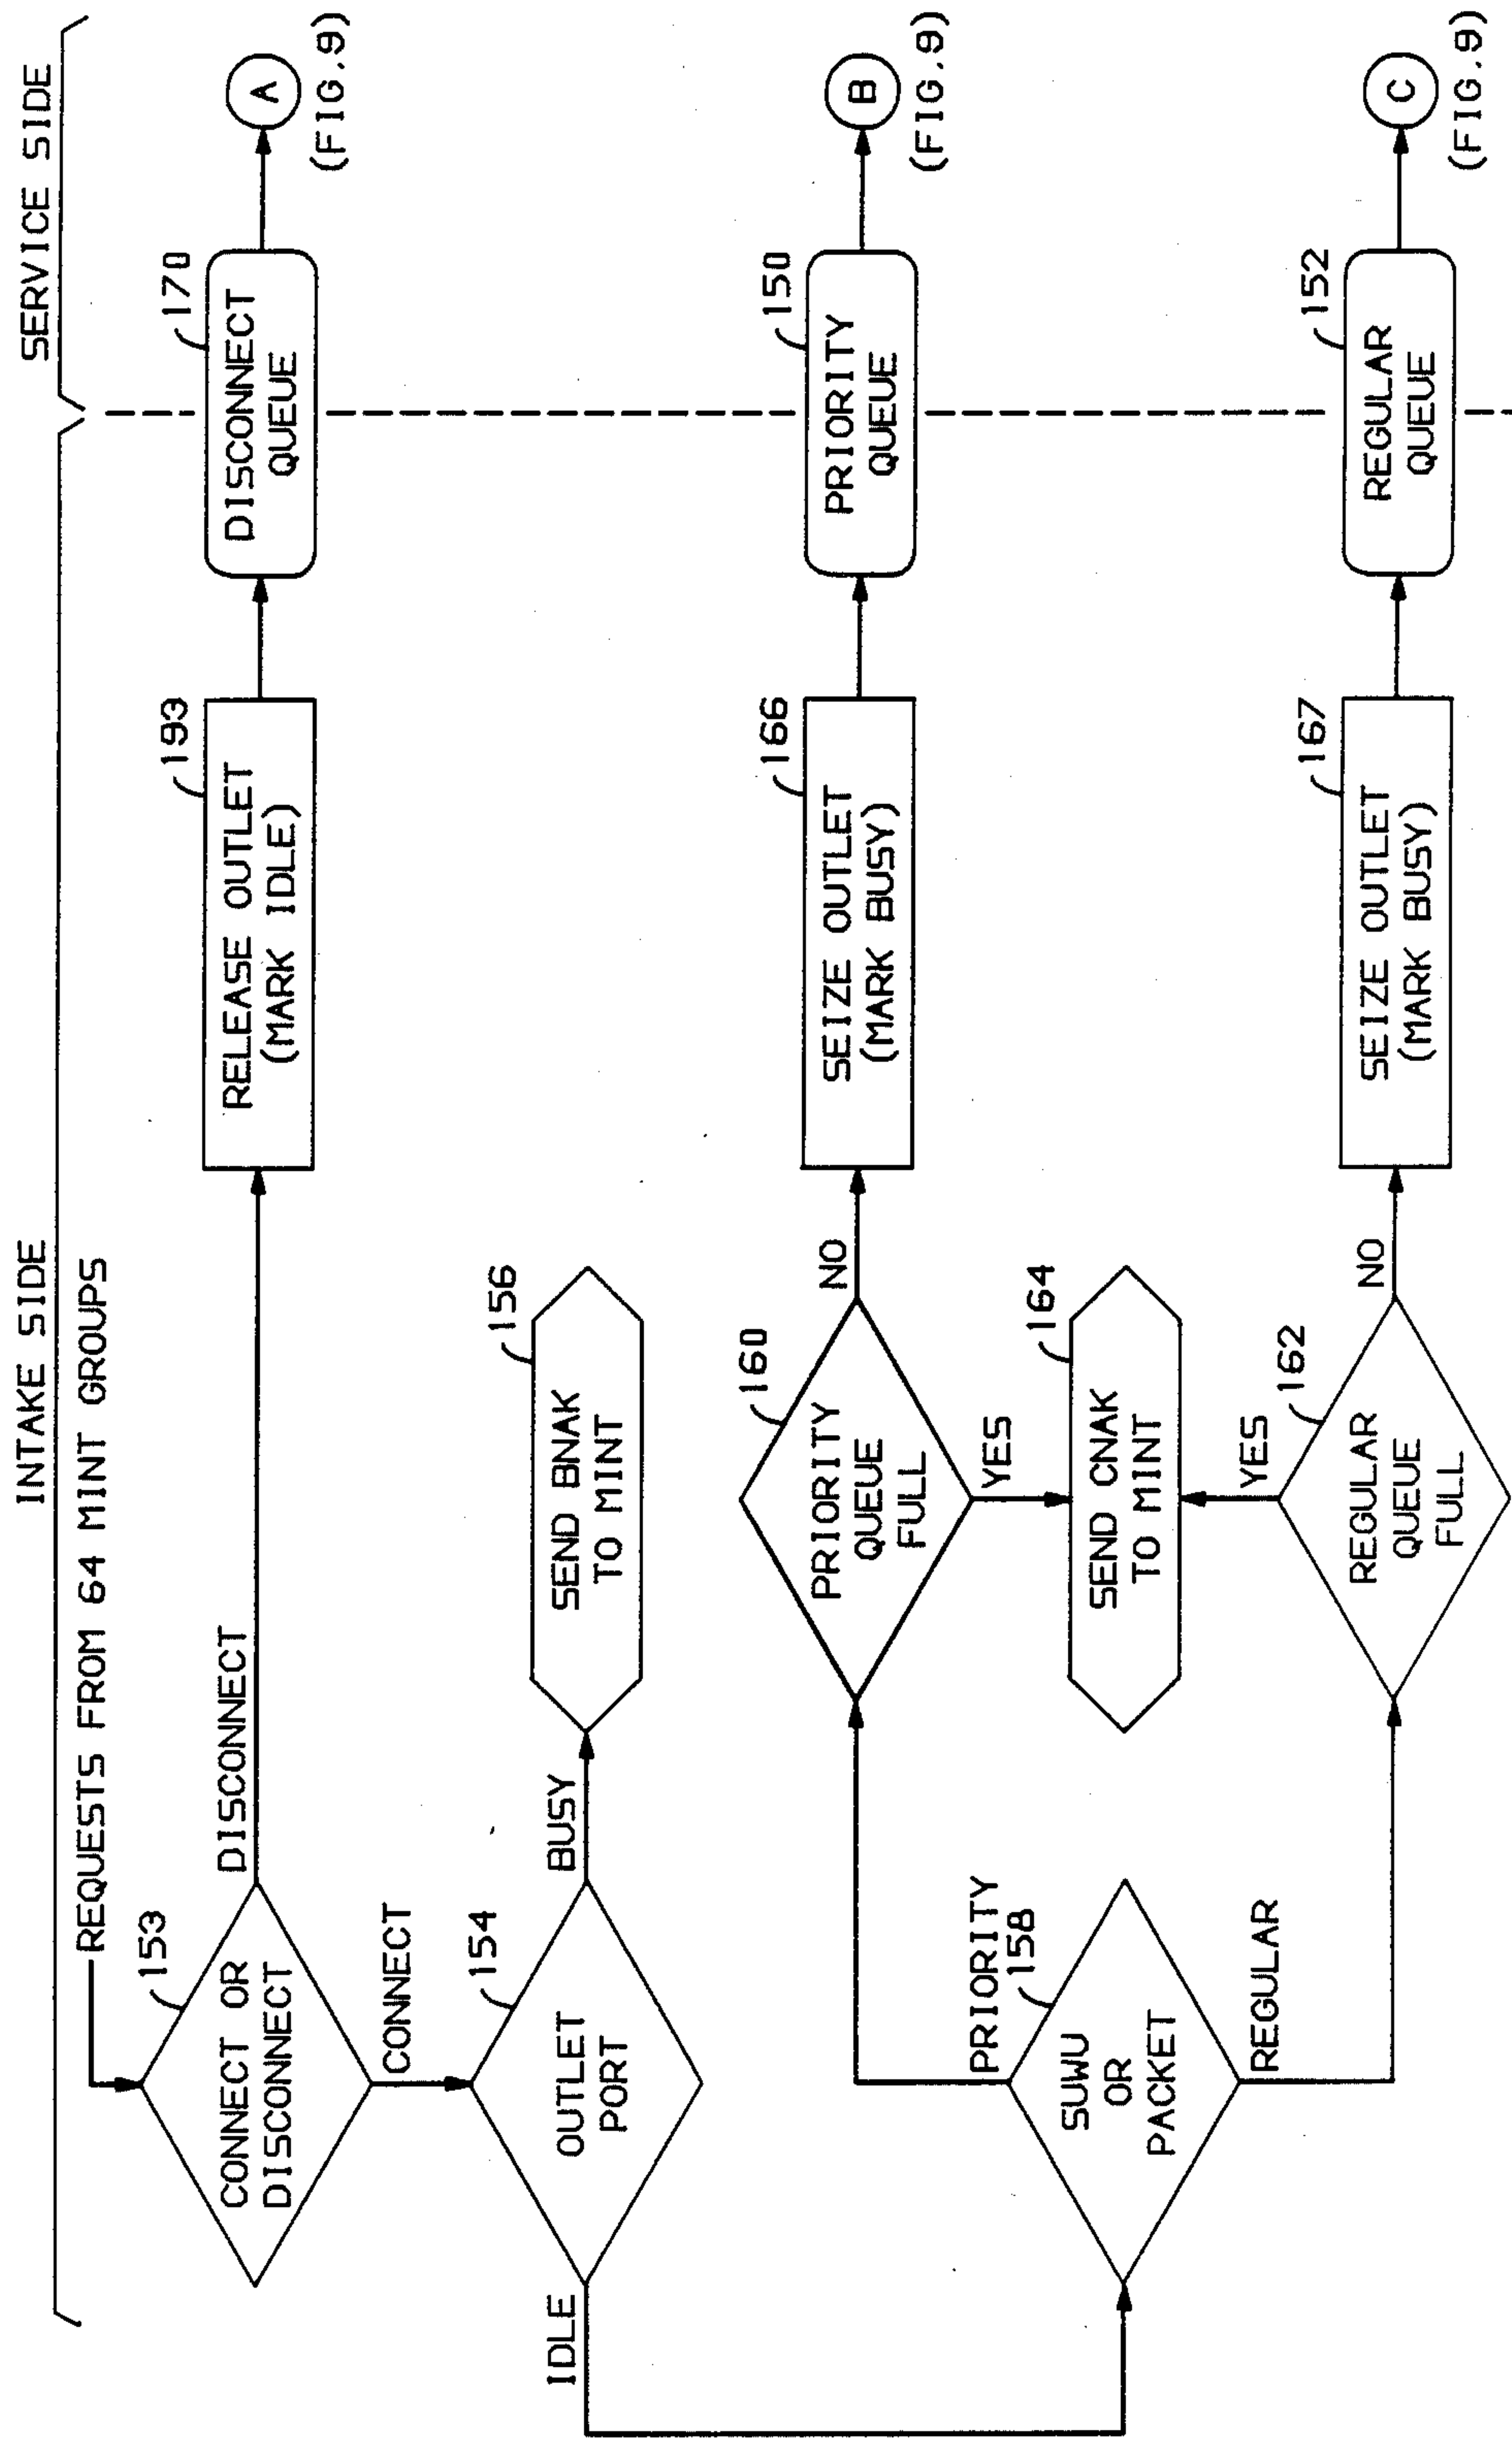 INTAKE SIDE
SERVICE SIDE
REQUESTS FROM 64 MINT GROUPS
153
CONNECT OR
DISCONNECT
DISCONNECT
193
RELEASE OUTLET
(MARK IDLE)
170
DISCONNECT
QUEUE
A
(FIG.9)
CONNECT
154
OUTLET
PORT
BUSY
156
SEND BNAK
TO MINT
IDLE
PRIORITY
158
SUWU
OR
PACKET
REGULAR
160
PRIORITY
QUEUE
FULL
NO
YES
166
SEIZE OUTLET
(MARK BUSY)
150
PRIORITY
QUEUE
B
(FIG.9)
164
SEND CNAK
TO MINT
YES
162
REGULAR
QUEUE
FULL
NO
167
SEIZE OUTLET
(MARK BUSY)
152
REGULAR
QUEUE
C
(FIG.9)